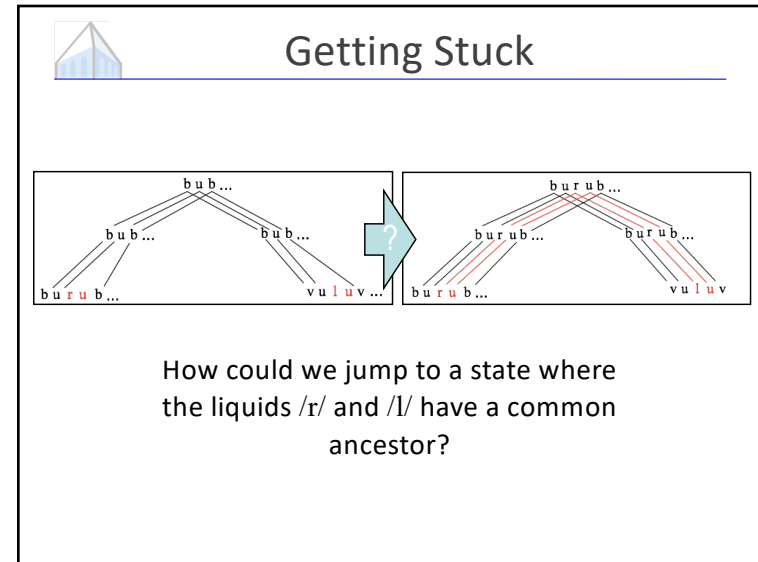 Getting Stuck
b u b ...
b u b ...
b u b ...
b u r u b ...
v u l u v ...
?
b u r u b ...
b u r u b ...
b u r u b ...
b u r u b ...
v u l u v
How could we jump to a state where
the liquids /r/ and /l/ have a common
ancestor?